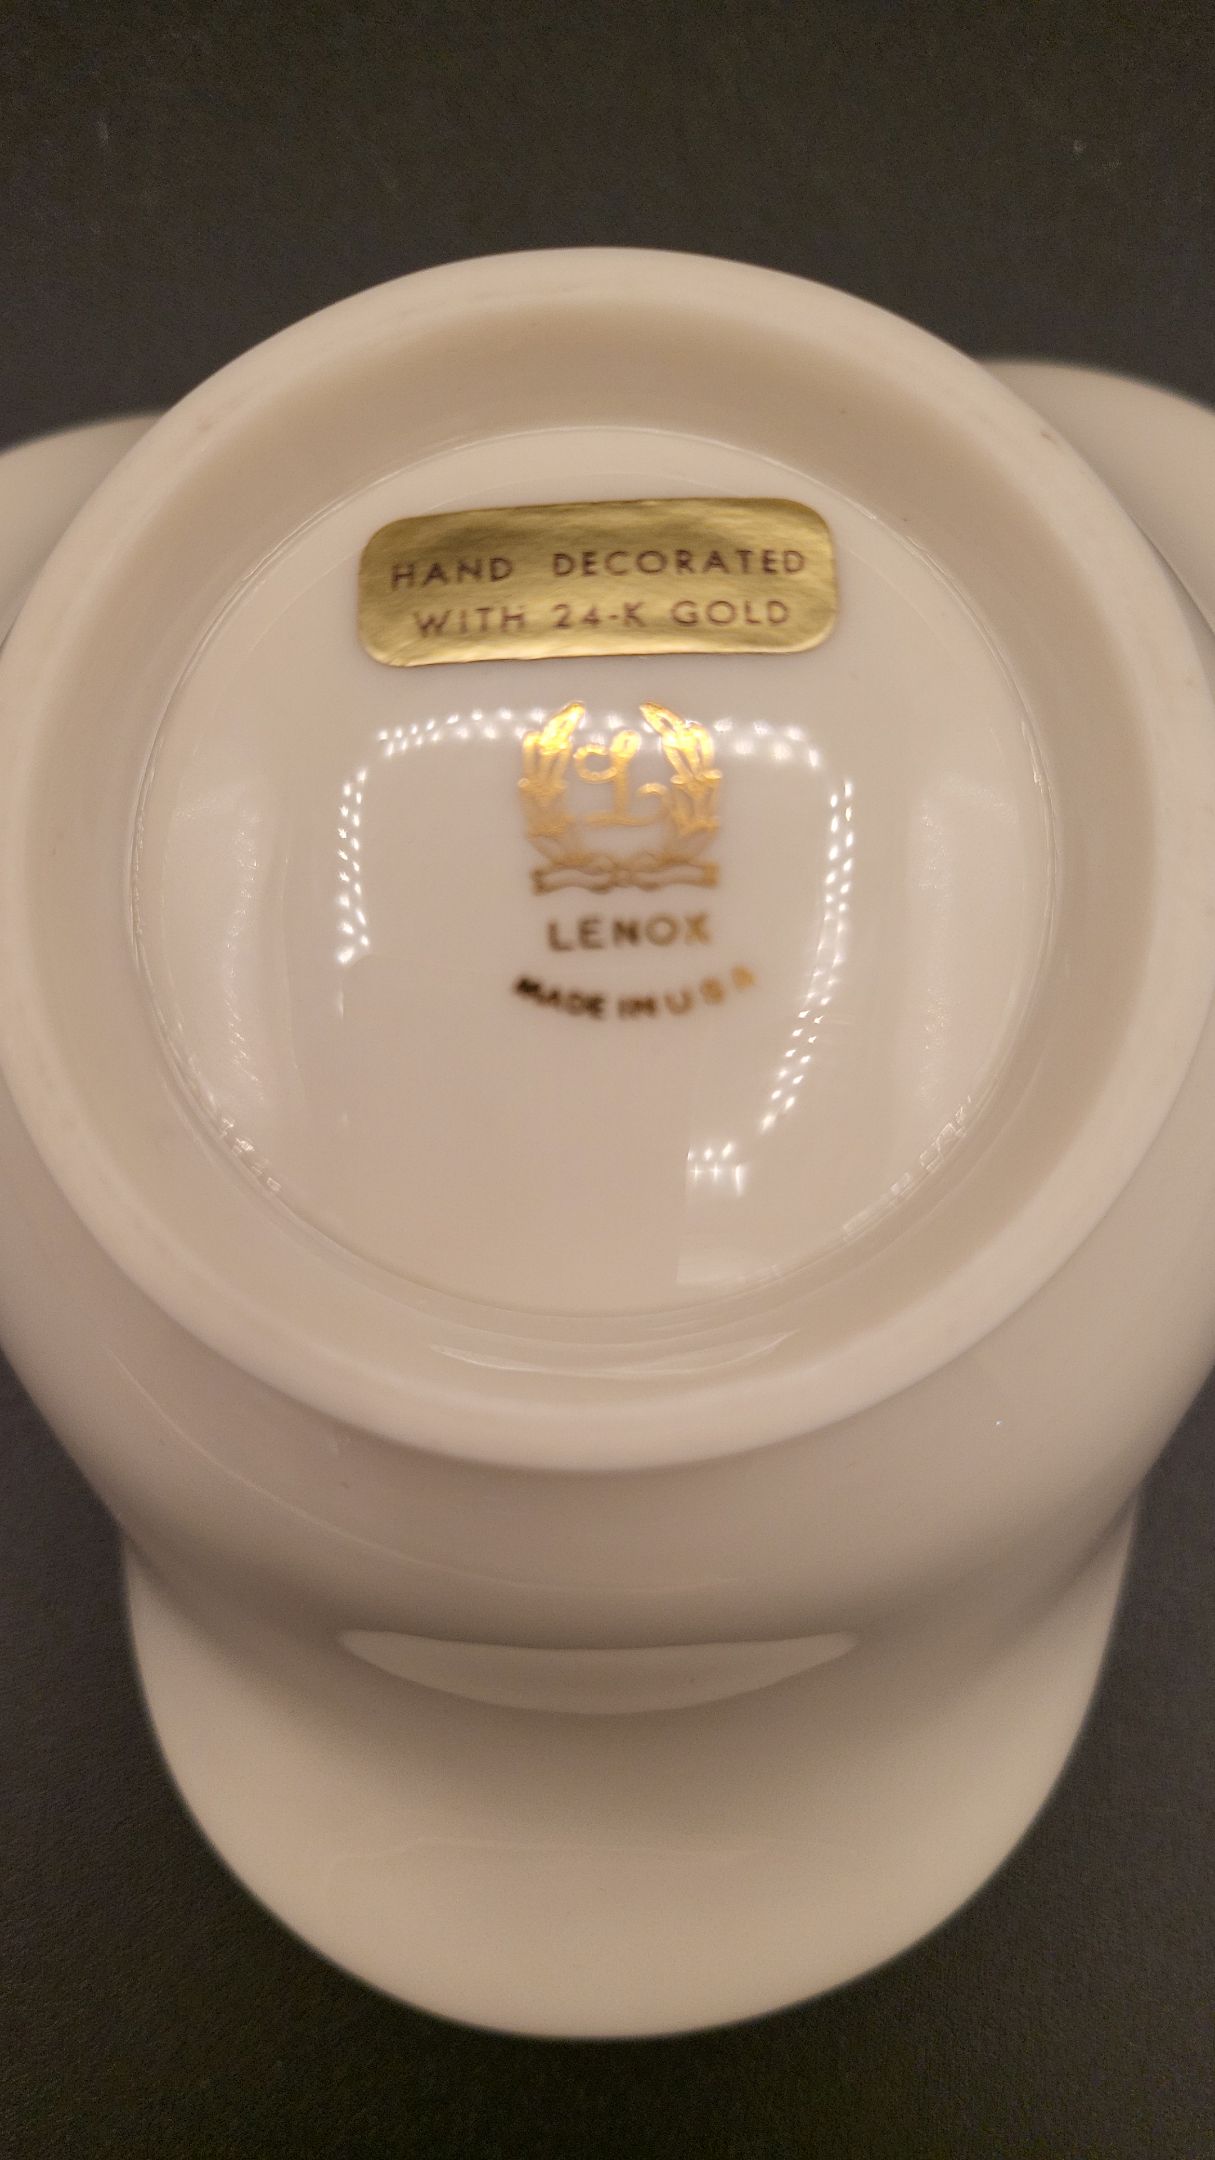 HAND DECORATED
WITH 24-K GOLD
L
LENOX
MADE IN USA